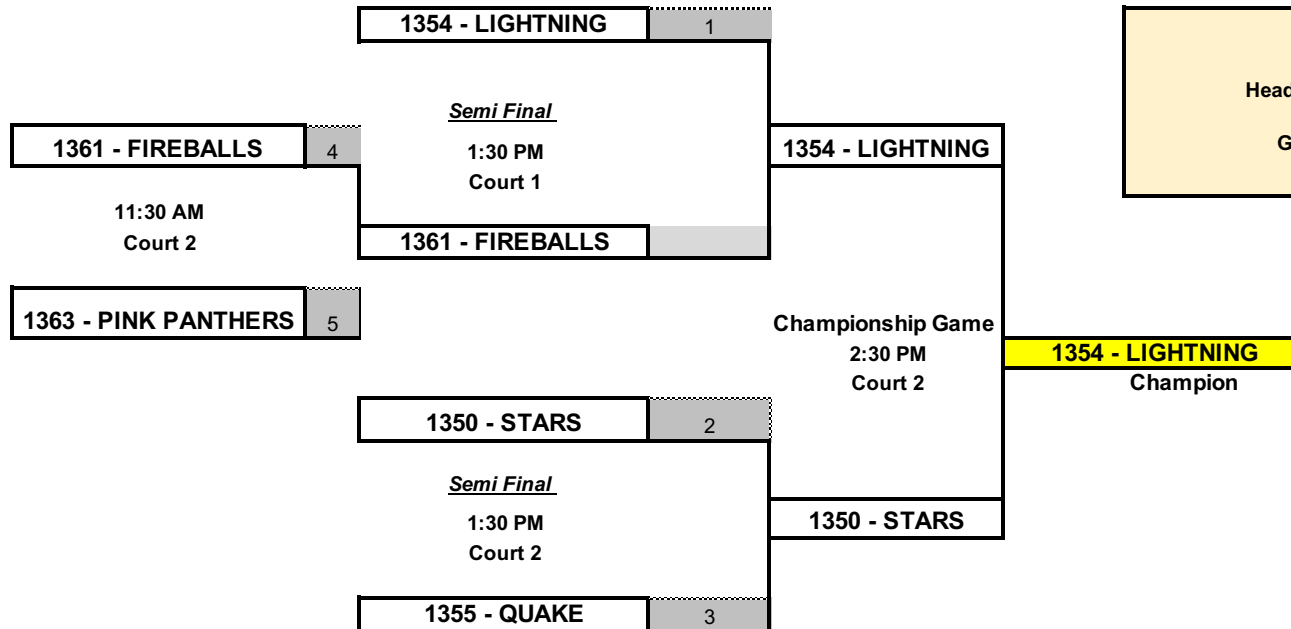 1354 - LIGHTNING 1
Head
Semi Final
1361 - FIREBALLS 4
1:30 PM
1354 - LIGHTNING
G
Court 1
11:30 AM
Court 2
1361 - FIREBALLS
1363 - PINK PANTHERS 5
Championship Game
2:30 PM
1354 - LIGHTNING
Court 2
Champion
1350 - STARS 2
Semi Final
1:30 PM
1350 - STARS
Court 2
1355 - QUAKE 3